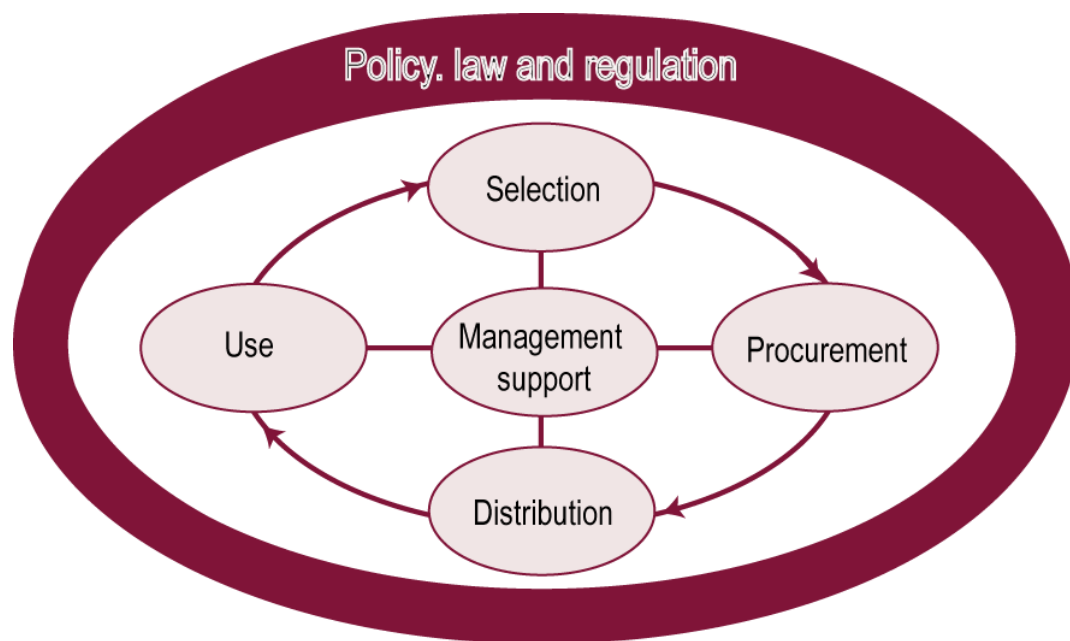 Policy. law and regulation
Selection
Use
Management
support
Procurement
Distribution